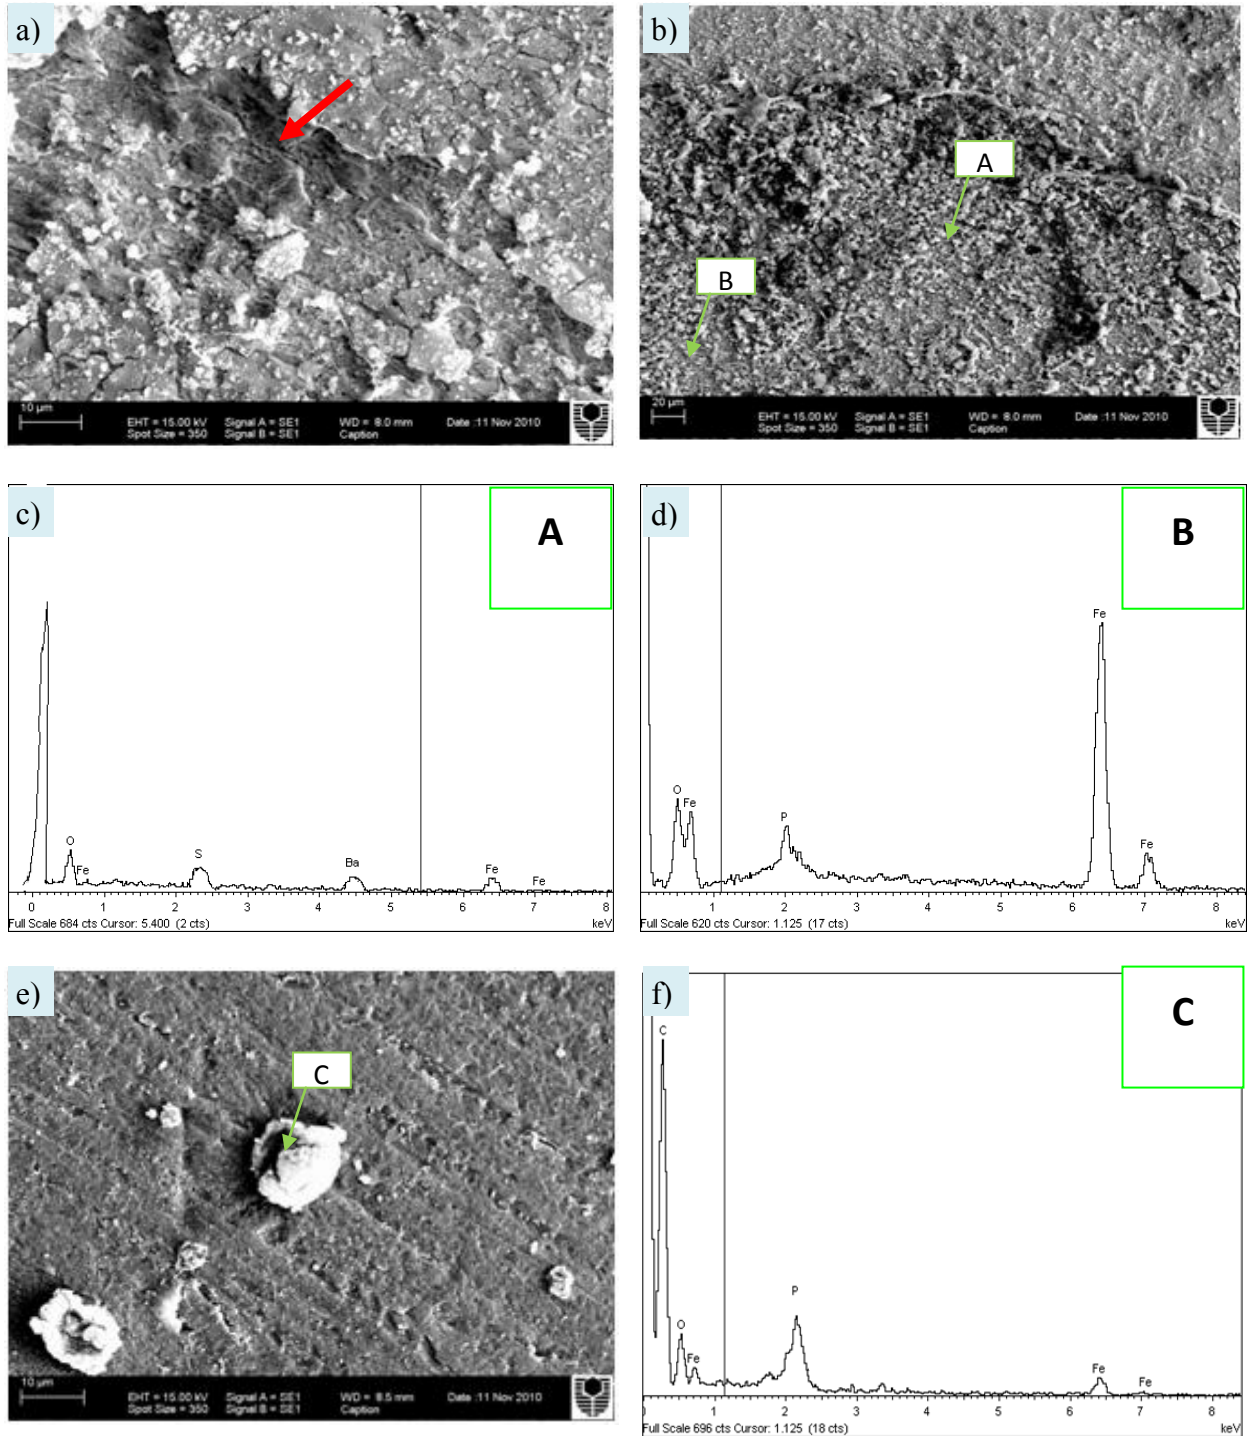 a)
10 µm
EHT = 15.00 kV Signal A = SE1 WD = 8.0 mm Date :11 Nov 2010
Spot Size = 350 Signal B = SE1 Caption
b)
A
B
20 µm
EHT = 15.00 kV Signal A = SE1 WD = 8.0 mm Date :11 Nov 2010
Spot Size = 350 Signal B = SE1 Caption
c)
A
O
Fe
S
Ba
Fe
Fe
0 1 2 3 4 5 6 7 8
Full Scale 684 cts Cursor: 5.400 (2 cts) keV
d)
B
O
Fe
P
Fe
Fe
1 2 3 4 5 6 7 8
Full Scale 620 cts Cursor: 1.125 (17 cts) keV
e)
C
10 µm
EHT = 15.00 kV Signal A = SE1 WD = 8.5 mm Date :11 Nov 2010
Spot Size = 350 Signal B = SE1 Caption
f)
C
C
O
Fe
P
Fe
Fe
0 1 2 3 4 5 6 7 8
Full Scale 696 cts Cursor: 1.125 (18 cts) keV